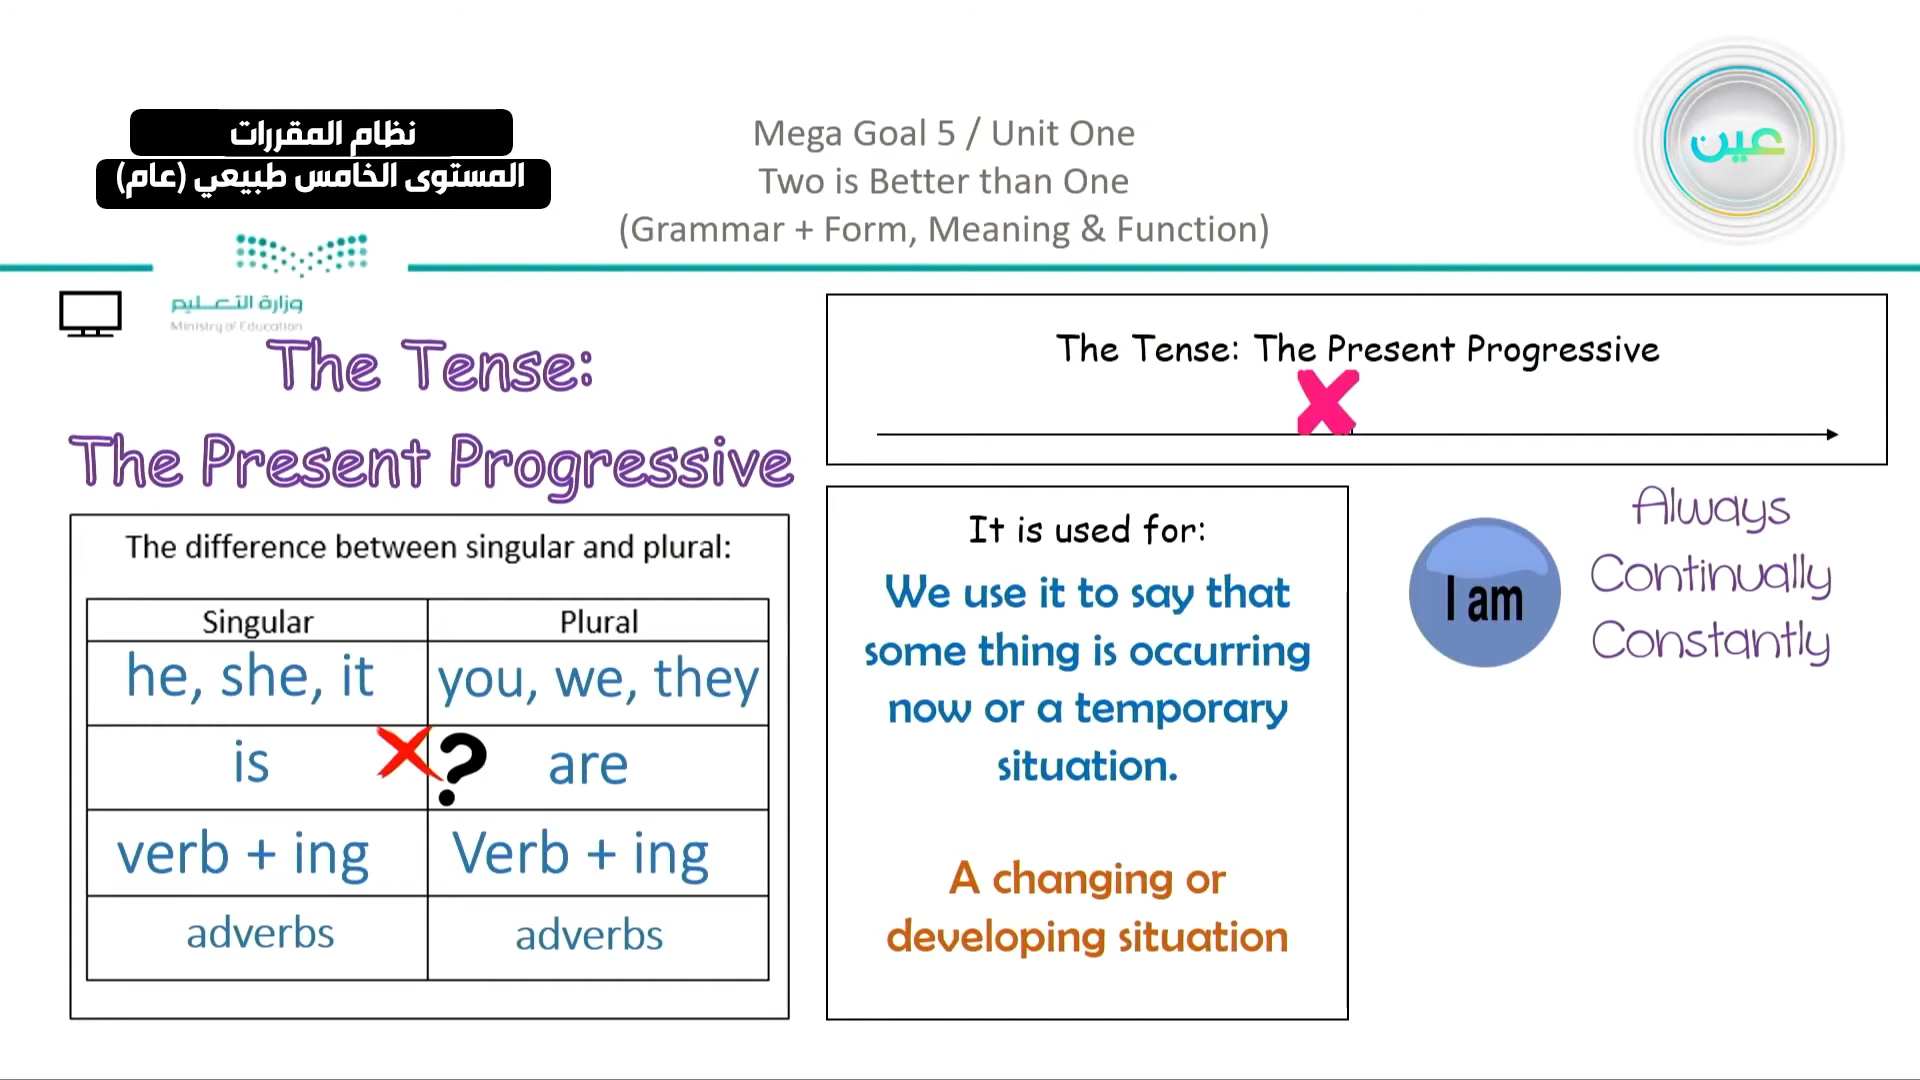 نظام المقررات
المستوى الخامس طبيعي (عام)
Mega Goal 5 / Unit One
Two is Better than One
(Grammar + Form, Meaning & Function)
عين
وزارة التعليم
Ministry of Education
The Tense:
The Present Progressive
The difference between singular and plural:
Singular Plural
he, she, it you, we, they
is ? are
verb + ing Verb + ing
adverbs adverbs
The Tense: The Present Progressive
It is used for:
We use it to say that
some thing is occurring
now or a temporary
situation.
A changing or
developing situation
I am
Always
Continually
Constantly